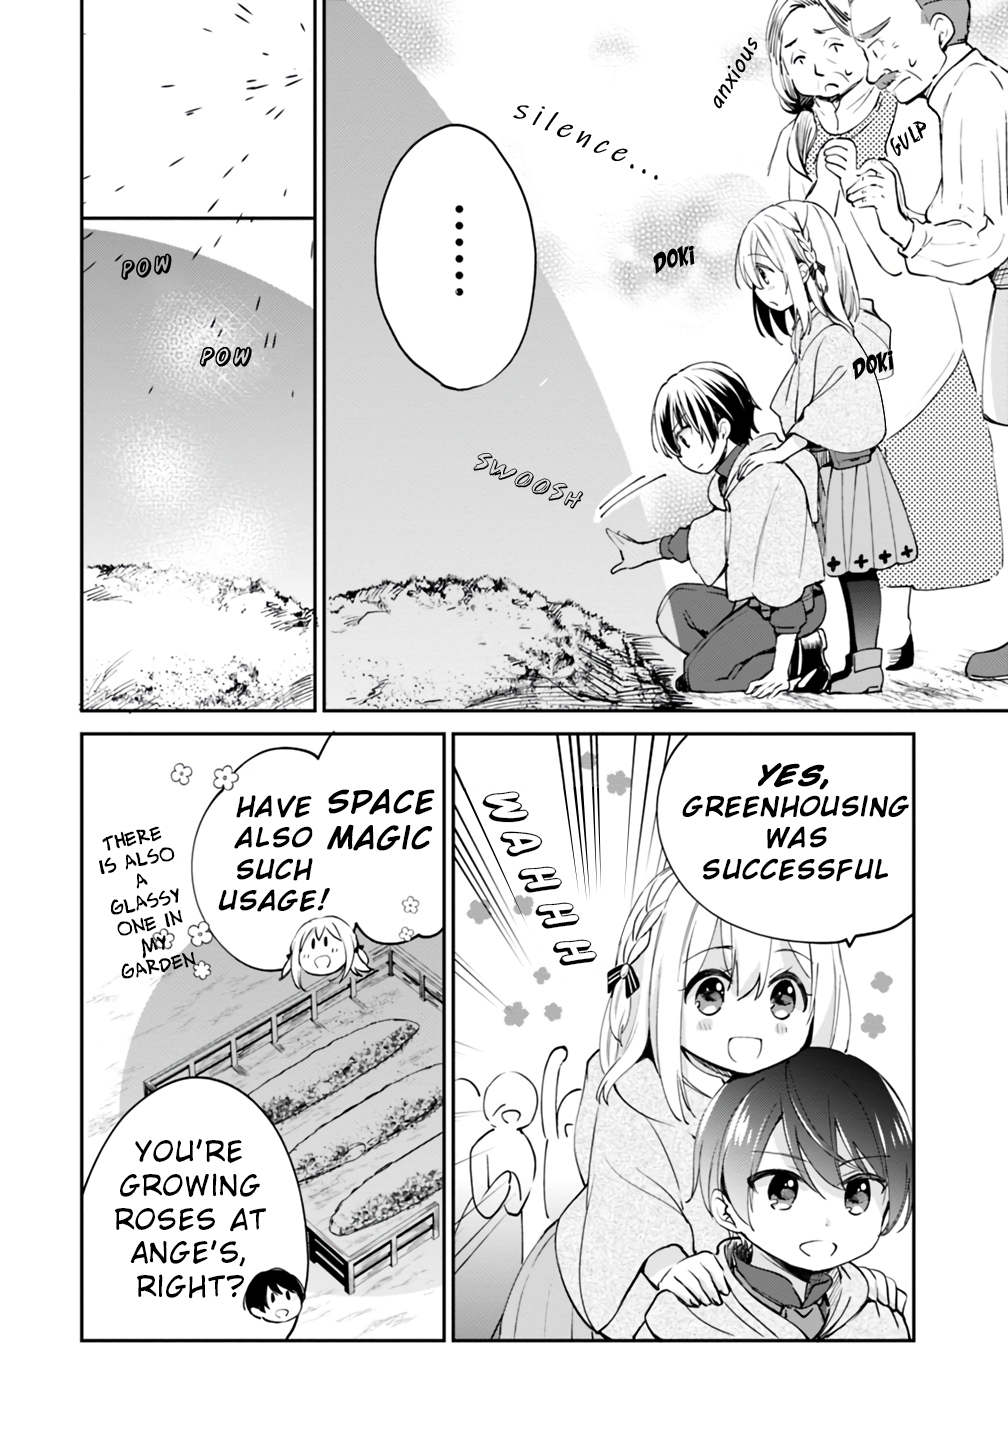 anxious
GULP
silence...
DOKi
DOKi
SWOOSH
POW
POW
YES,
GREENHOUSING
WAS
SUCCESSFUL
WAHHHH
HAVE SPACE
ALSO MAGIC
SUCH
USAGE!
THERE
IS ALSO
A
GLASSY
ONE IN
MY
GARDEN
YOU'RE
GROWING
ROSES AT
ANGE'S,
RIGHT?